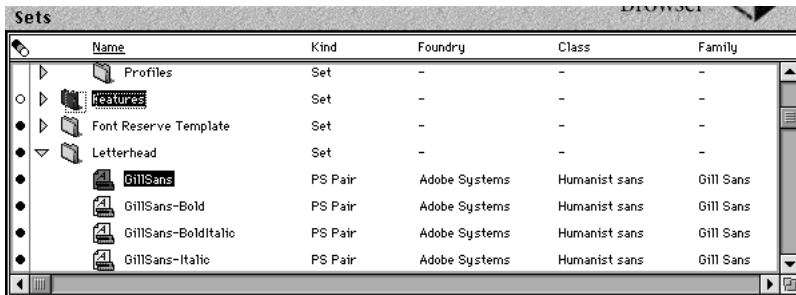 Browser
Sets
Name Kind Foundry Class Family
Profiles Set - - -
Features Set - - -
Font Reserve Template Set - - -
Letterhead Set - - -
GillSans PS Pair Adobe Systems Humanist sans Gill Sans
GillSans-Bold PS Pair Adobe Systems Humanist sans Gill Sans
GillSans-BoldItalic PS Pair Adobe Systems Humanist sans Gill Sans
GillSans-Italic PS Pair Adobe Systems Humanist sans Gill Sans